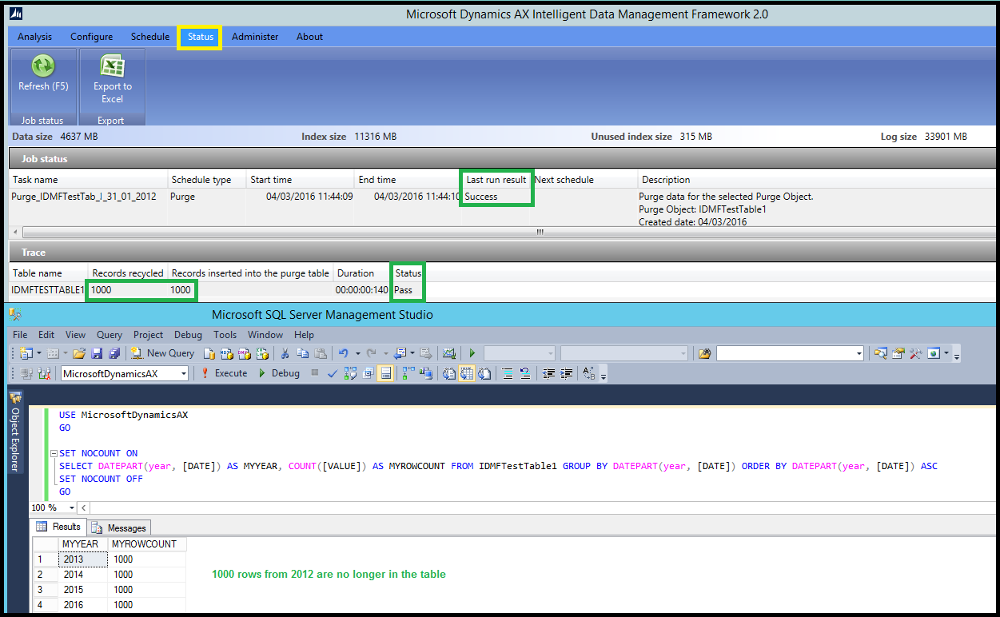 Microsoft Dynamics AX Intelligent Data Management Framework 2.0
Analysis Configure Schedule Status Administer About
Refresh (F5) Export to
Excel
Job status Export
Data size 4637 MB Index size 11316 MB Unused index size 315 MB Log size 33901 MB
Job status
Task name Schedule type Start time End time Last run result Next schedule Description
Purge_IDMFTestTab_I_31_01_2012 Purge 04/03/2016 11:44:09 04/03/2016 11:44:10 Success Purge data for the selected Purge Object.
Purge Object: IDMFTestTable1
Created date: 04/03/2016
Trace
Table name Records recycled Records inserted into the purge table Duration Status
IDMFTESTTABLE1 1000 1000 00:00:00:140 Pass
Microsoft SQL Server Management Studio
File Edit View Query Project Debug Tools Window Help
New Query
MicrosoftDynamicsAX Execute Debug
Object Explorer
USE MicrosoftDynamicsAX
GO
SET NOCOUNT ON
SELECT DATEPART(year, [DATE]) AS MYYEAR, COUNT([VALUE]) AS MYROWCOUNT FROM IDMFTestTable1 GROUP BY DATEPART(year, [DATE]) ORDER BY DATEPART(year, [DATE]) ASC
SET NOCOUNT OFF
GO
100 %
Results Messages
MYYEAR MYROWCOUNT
1 2013 1000
2 2014 1000
3 2015 1000
4 2016 1000
1000 rows from 2012 are no longer in the table